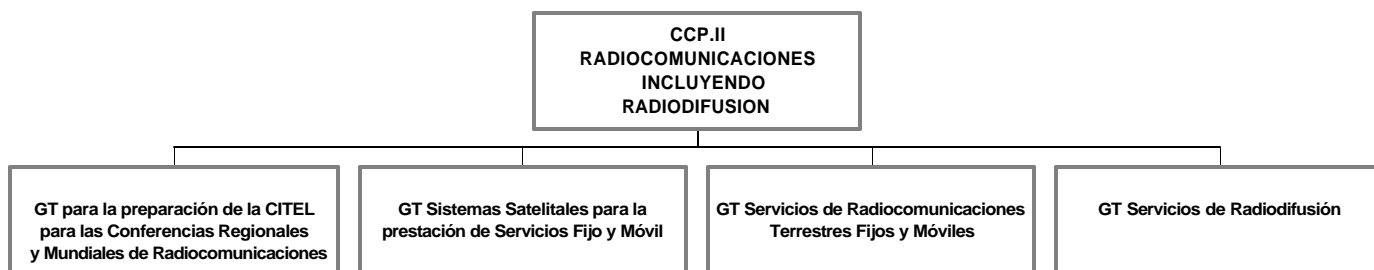 CCP.II
RADIOCOMUNICACIONES
INCLUYENDO
RADIODIFUSION
GT para la preparación de la CITEL
para las Conferencias Regionales
y Mundiales de Radiocomunicaciones
GT Sistemas Satelitales para la
prestación de Servicios Fijo y Móvil
GT Servicios de Radiocomunicaciones
Terrestres Fijos y Móviles
GT Servicios de Radiodifusión